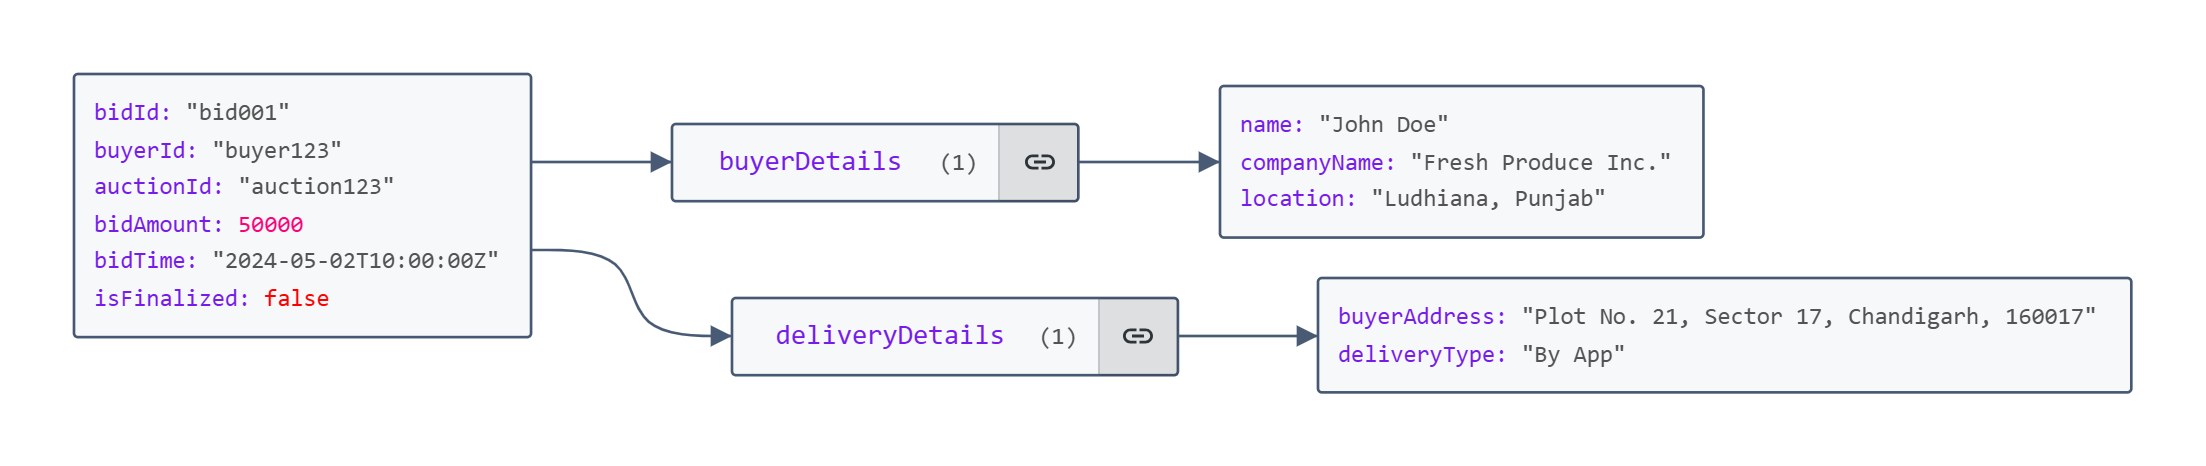 bidId: "bid001"
buyerId: "buyer123"
auctionId: "auction123"
bidAmount: 50000
bidTime: "2024-05-02T10:00:00Z"
isFinalized: false
buyerDetails (1)
name: "John Doe"
companyName: "Fresh Produce Inc."
location: "Ludhiana, Punjab"
deliveryDetails (1)
buyerAddress: "Plot No. 21, Sector 17, Chandigarh, 160017"
deliveryType: "By App"